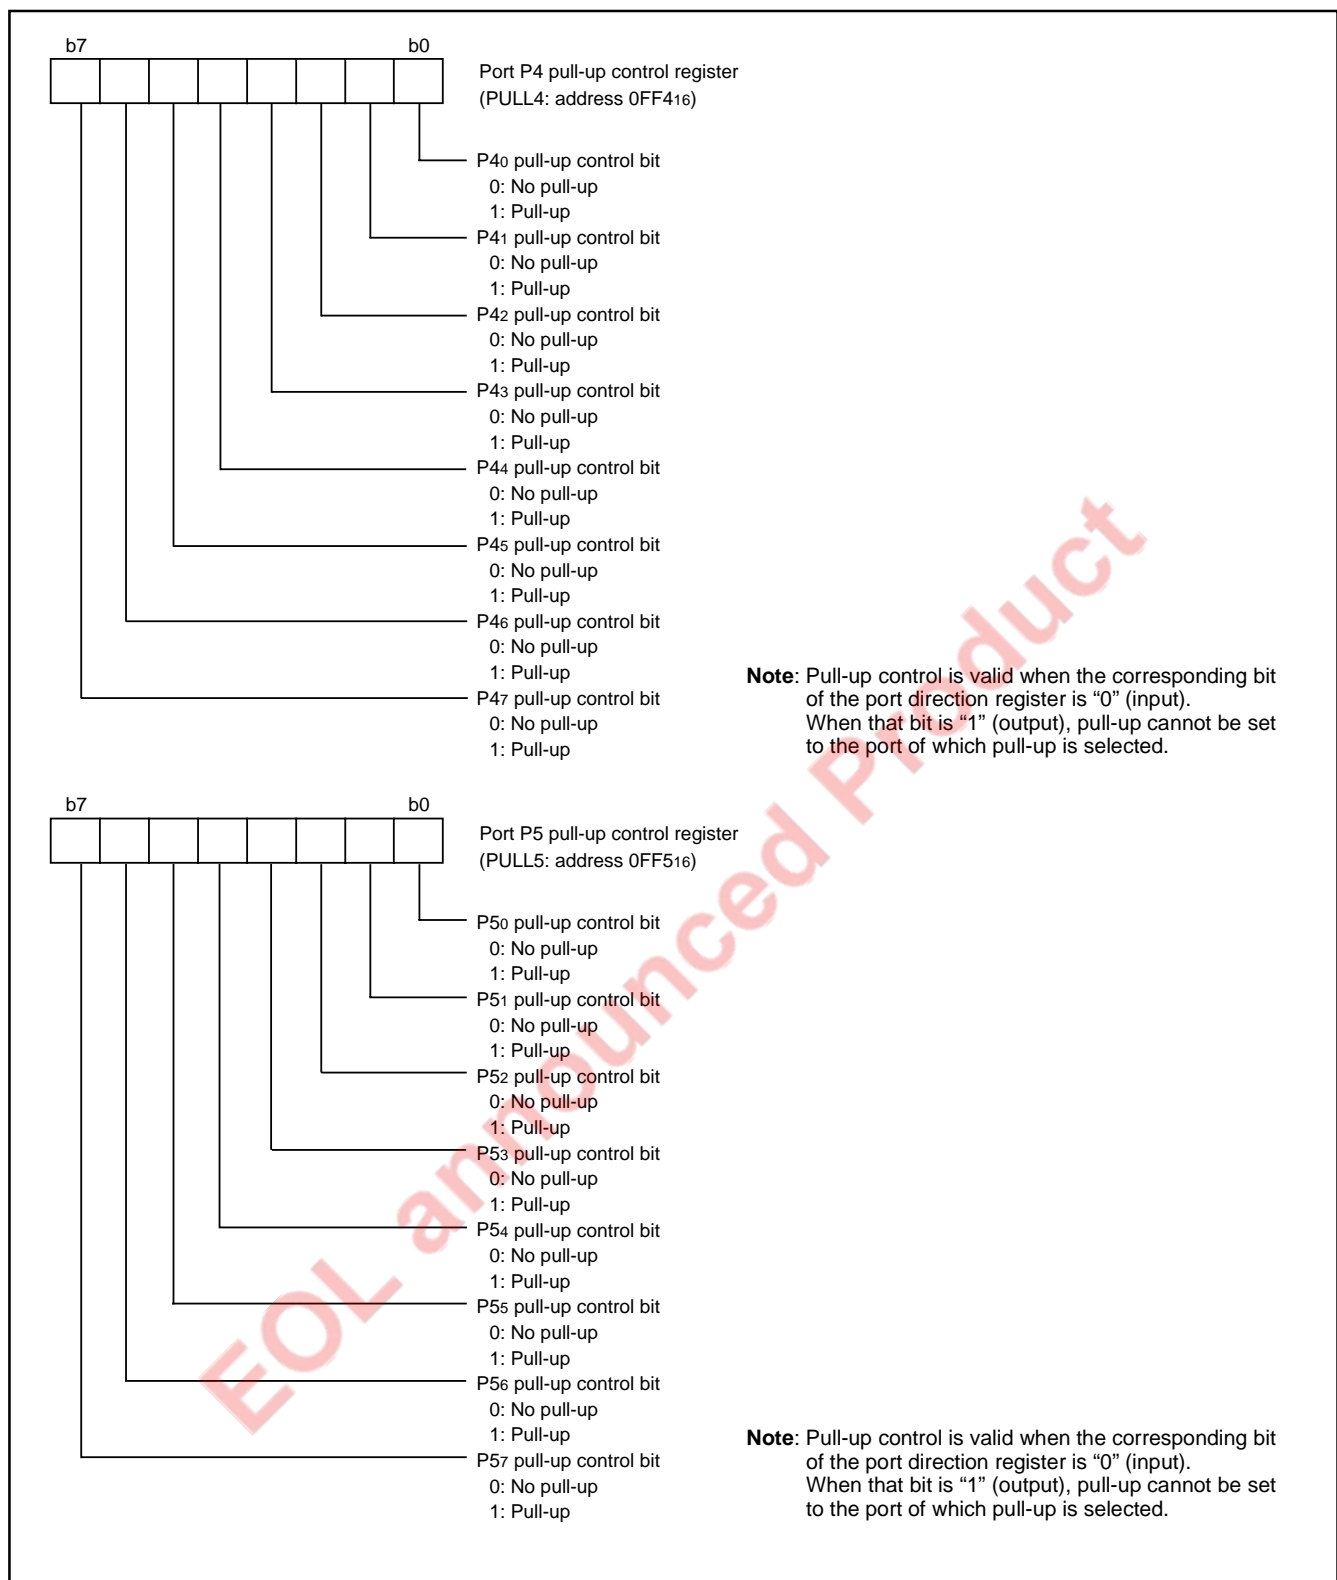 b7 b0
Port P4 pull-up control register
(PULL4: address 0FF416)
P40 pull-up control bit
0: No pull-up
1: Pull-up
P41 pull-up control bit
0: No pull-up
1: Pull-up
P42 pull-up control bit
0: No pull-up
1: Pull-up
P43 pull-up control bit
0: No pull-up
1: Pull-up
P44 pull-up control bit
0: No pull-up
1: Pull-up
P45 pull-up control bit
0: No pull-up
1: Pull-up
P46 pull-up control bit
0: No pull-up
1: Pull-up
P47 pull-up control bit
0: No pull-up
1: Pull-up
Note: Pull-up control is valid when the corresponding bit
of the port direction register is “0” (input).
When that bit is “1” (output), pull-up cannot be set
to the port of which pull-up is selected.
b7 b0
Port P5 pull-up control register
(PULL5: address 0FF516)
P50 pull-up control bit
0: No pull-up
1: Pull-up
P51 pull-up control bit
0: No pull-up
1: Pull-up
P52 pull-up control bit
0: No pull-up
1: Pull-up
P53 pull-up control bit
0: No pull-up
1: Pull-up
P54 pull-up control bit
0: No pull-up
1: Pull-up
P55 pull-up control bit
0: No pull-up
1: Pull-up
P56 pull-up control bit
0: No pull-up
1: Pull-up
P57 pull-up control bit
0: No pull-up
1: Pull-up
Note: Pull-up control is valid when the corresponding bit
of the port direction register is “0” (input).
When that bit is “1” (output), pull-up cannot be set
to the port of which pull-up is selected.
EOL announced Product